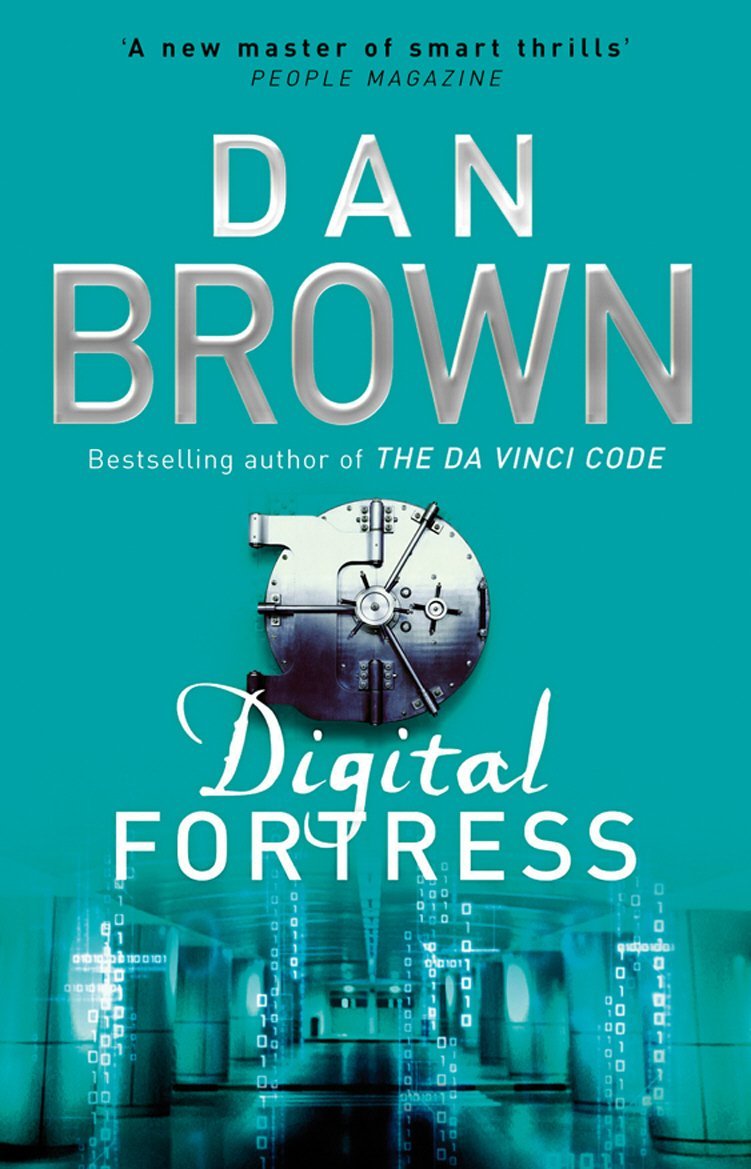 ‘A new master of smart thrills’
PEOPLE MAGAZINE
DAN
BROWN
Bestselling author of THE DA VINCI CODE
Digital
FORTRESS